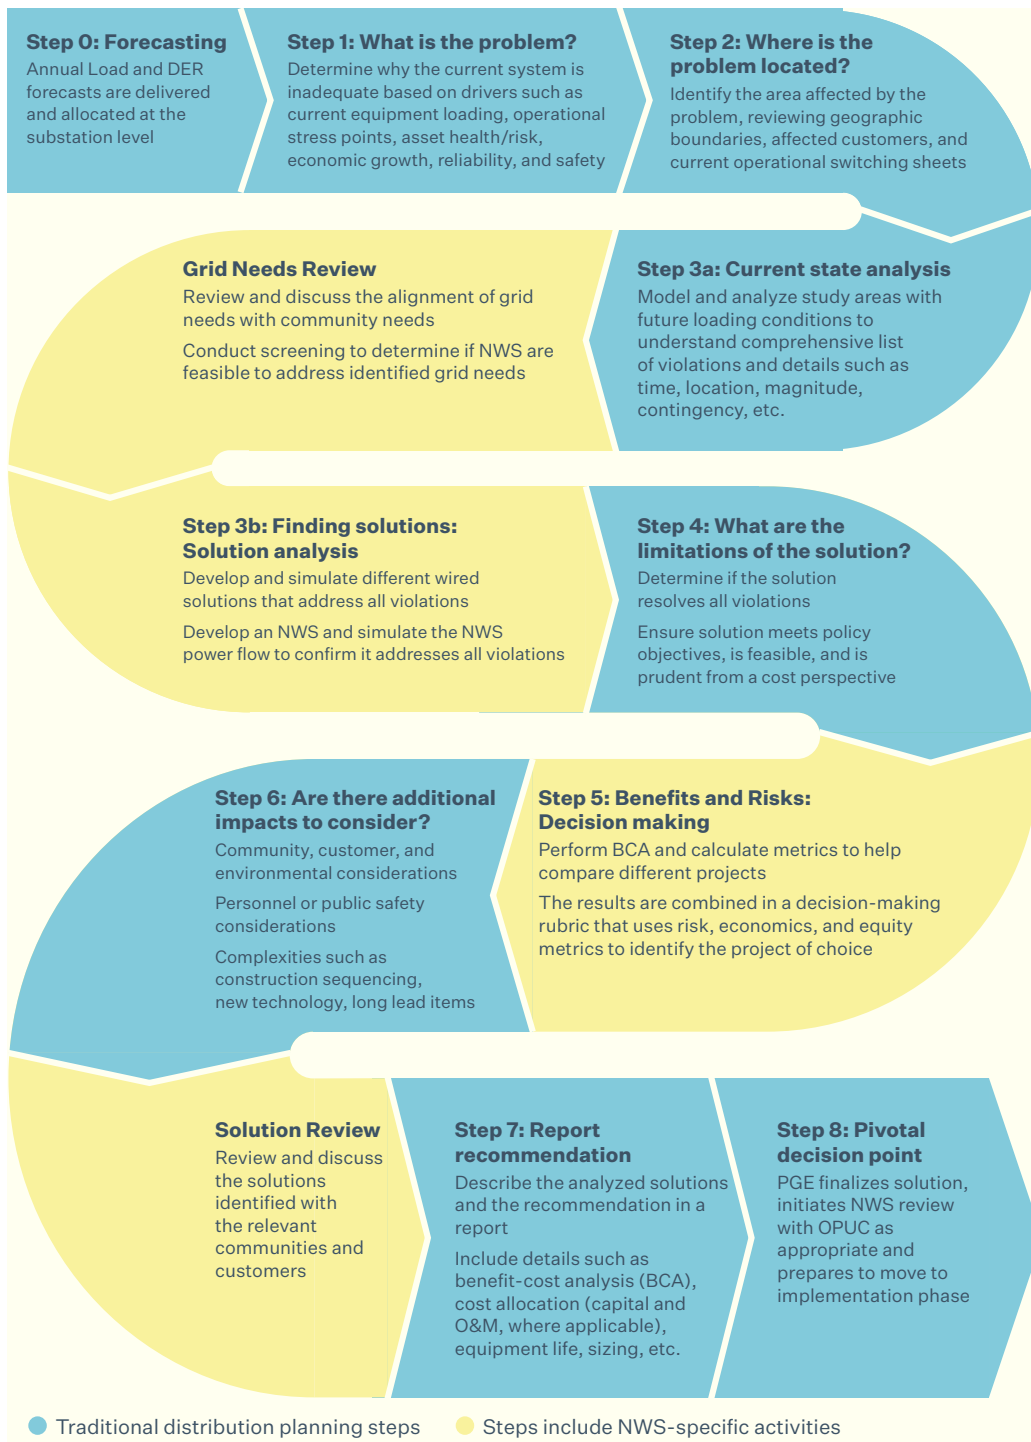 Step 0: Forecasting
Annual Load and DER
forecasts are delivered
and allocated at the
substation level
Step 1: What is the problem?
Determine why the current system is
inadequate based on drivers such as
current equipment loading, operational
stress points, asset health/risk,
economic growth, reliability, and safety
Step 2: Where is the
problem located?
Identify the area affected by the
problem, reviewing geographic
boundaries, affected customers, and
current operational switching sheets
Step 3a: Current state analysis
Model and analyze study areas with
future loading conditions to
understand comprehensive list
of violations and details such as
time, location, magnitude,
contingency, etc.
Grid Needs Review
Review and discuss the alignment of grid
needs with community needs
Conduct screening to determine if NWS are
feasible to address identified grid needs
Step 3b: Finding solutions:
Solution analysis
Develop and simulate different wired
solutions that address all violations
Develop an NWS and simulate the NWS
power flow to confirm it addresses all violations
Step 4: What are the
limitations of the solution?
Determine if the solution
resolves all violations
Ensure solution meets policy
objectives, is feasible, and is
prudent from a cost perspective
Step 5: Benefits and Risks:
Decision making
Perform BCA and calculate metrics to help
compare different projects
The results are combined in a decision-making
rubric that uses risk, economics, and equity
metrics to identify the project of choice
Step 6: Are there additional
impacts to consider?
Community, customer, and
environmental considerations
Personnel or public safety
considerations
Complexities such as
construction sequencing,
new technology, long lead items
Solution Review
Review and discuss
the solutions
identified with
the relevant
communities and
customers
Step 7: Report
recommendation
Describe the analyzed solutions
and the recommendation in a
report
Include details such as
benefit-cost analysis (BCA),
cost allocation (capital and
O&M, where applicable),
equipment life, sizing, etc.
Step 8: Pivotal
decision point
PGE finalizes solution,
initiates NWS review
with OPUC as
appropriate and
prepares to move to
implementation phase
Traditional distribution planning steps
Steps include NWS-specific activities